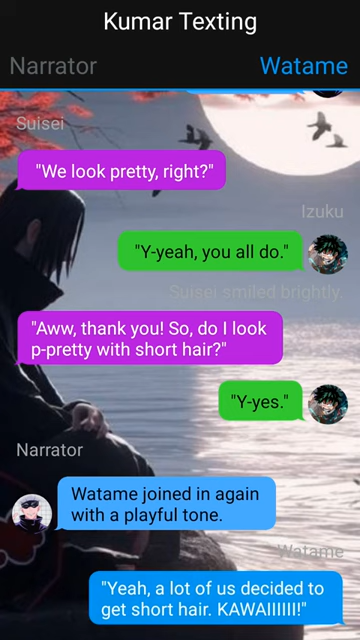 Kumar Texting
Narrator
Watame
Suisei
"We look pretty, right?"
Izuku
"Y-yeah, you all do."
Suisei smiled brightly.
"Aww, thank you! So, do I look
p-pretty with short hair?"
"Y-yes."
Narrator
Watame joined in again
with a playful tone.
Watame
"Yeah, a lot of us decided to
get short hair. KAWAIIIIIII!"